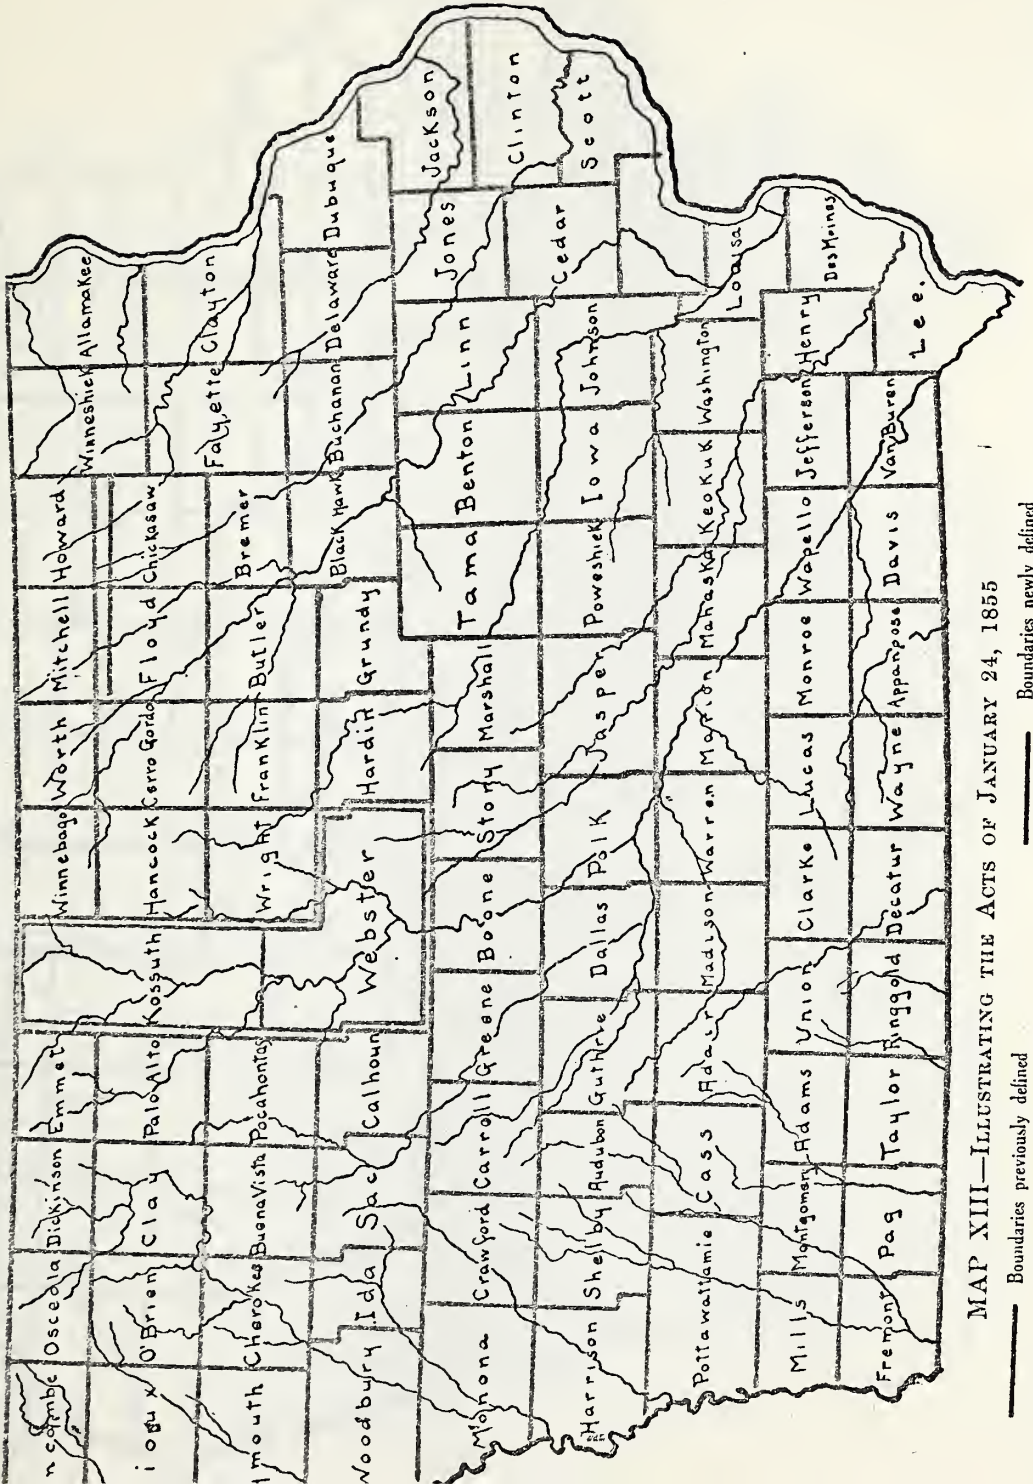 ncombe
Osceola
Dickinson
Emmet
Winnebago
Worth
Mitchell
Howard
Winneshiek
Allamakee
ioux
O'Brien
Clay
Palo Alto
Kossuth
Hancock
Cerro Gordo
Floyd
Chickasaw
Fayette
Clayton
lmouth
Cherokee
Buena Vista
Pocahontas
Wright
Franklin
Butler
Bremer
Woodbury
Ida
Sac
Calhoun
Webster
Hardin
Grundy
Black Hawk
Buchanan
Delaware
Dubuque
Monona
Crawford
Carroll
Greene
Boone
Story
Marshall
Tama
Benton
Linn
Jones
Jackson
Harrison
Shelby
Audubon
Guthrie
Dallas
Polk
Jasper
Poweshiek
Iowa
Johnson
Cedar
Clinton
Scott
Pottawattamie
Cass
Adair
Madison
Warren
Marion
Mahaska
Keokuk
Washington
Louisa
Mills
Montgomery
Adams
Union
Clarke
Lucas
Monroe
Wapello
Jefferson
Henry
DesMoines
Fremont
Pag
Taylor
Ringgold
Decatur
Wayne
Appanoose
Davis
VanBuren
Lee.
MAP XIII—ILLUSTRATING THE ACTS OF JANUARY 24, 1855
Boundaries previously defined
Boundaries newly defined